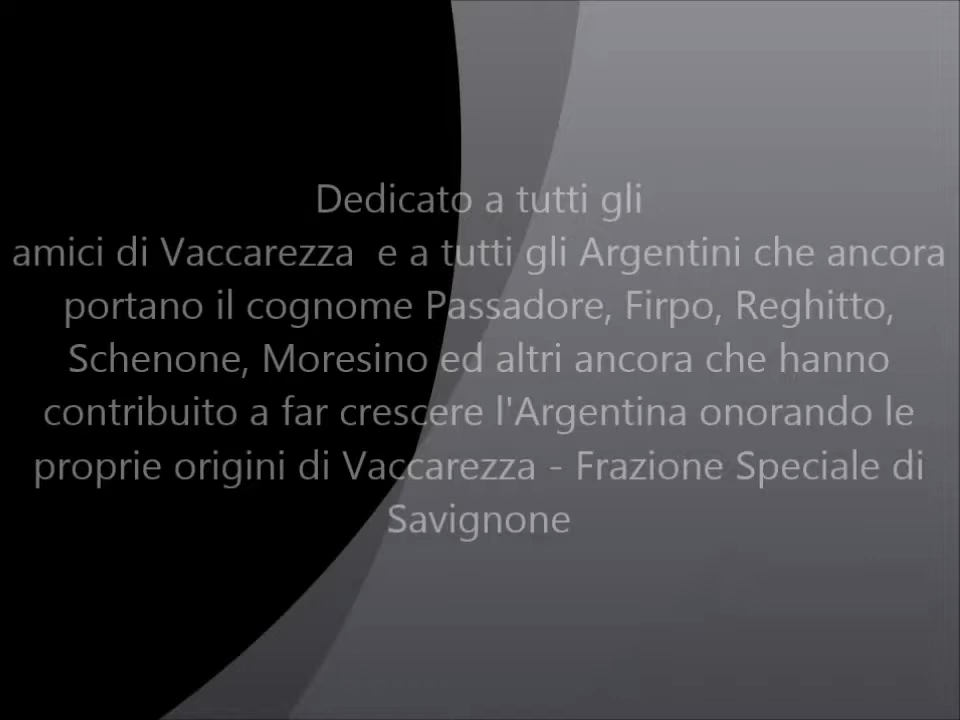 Dedicato a tutti gli
amici di Vaccarezza  e a tutti gli Argentini che ancora
portano il cognome Passadore, Firpo, Reghitto,
Schenone, Moresino ed altri ancora che hanno
contribuito a far crescere l'Argentina onorando le
proprie origini di Vaccarezza - Frazione Speciale di
Savignone